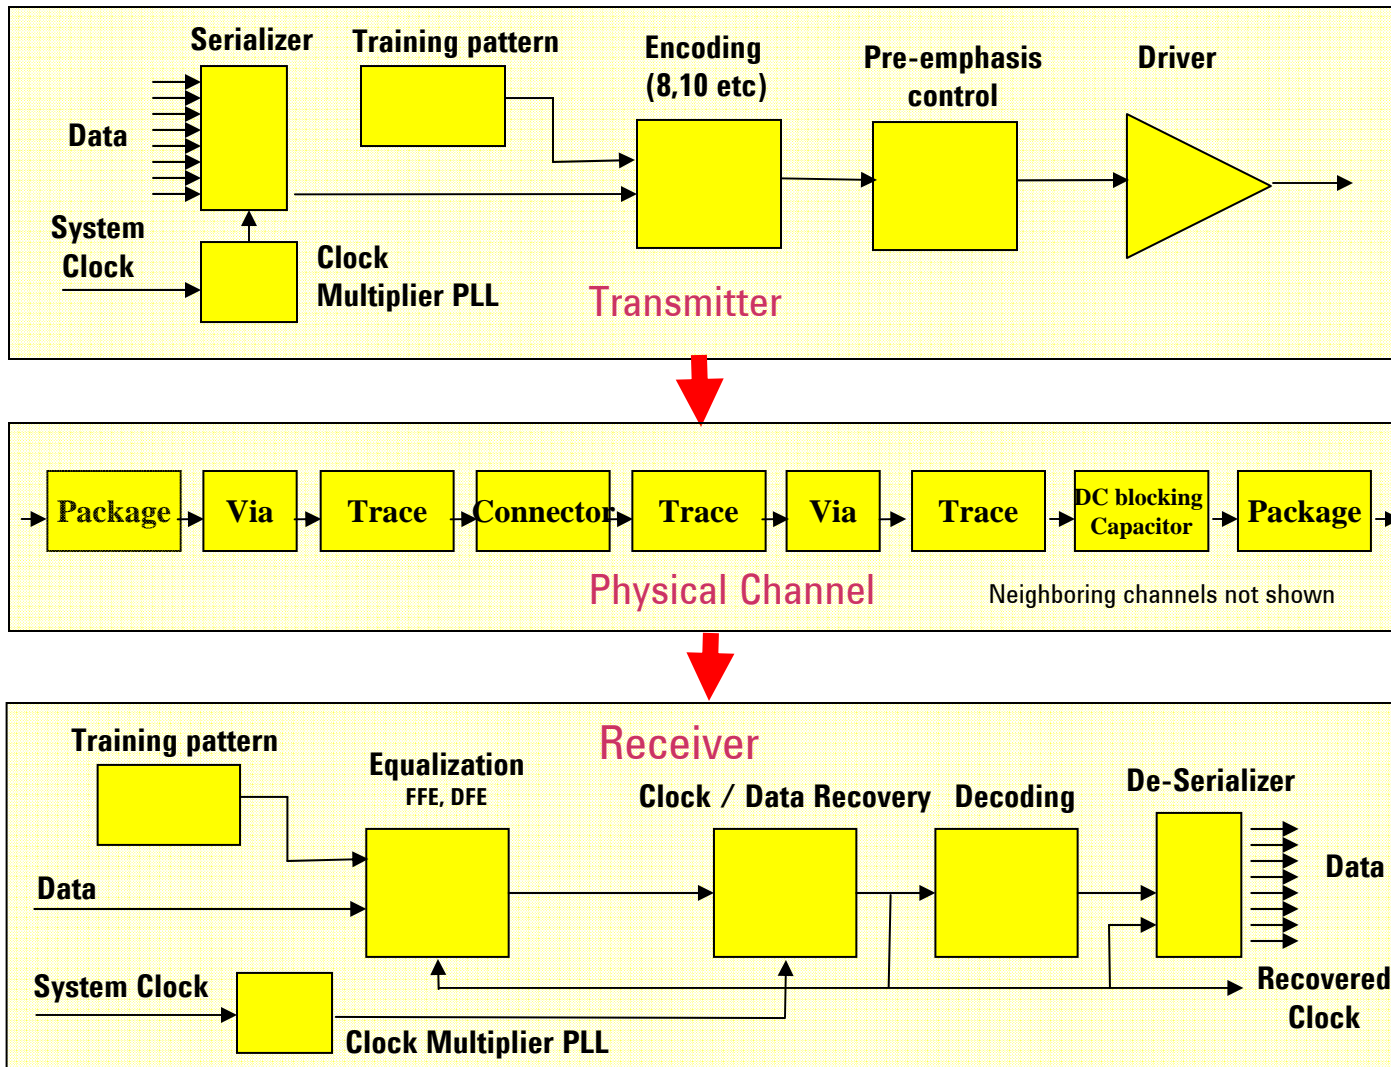 Serializer
Training pattern
Encoding
(8,10 etc)
Pre-emphasis
control
Driver
Data
System
Clock
Clock
Multiplier PLL
Transmitter
Package
Via
Trace
Connector
Trace
Via
Trace
DC blocking
Capacitor
Package
Physical Channel
Neighboring channels not shown
Receiver
Training pattern
Equalization
FFE, DFE
Clock / Data Recovery
Decoding
De-Serializer
Data
Data
System Clock
Clock Multiplier PLL
Recovered
Clock